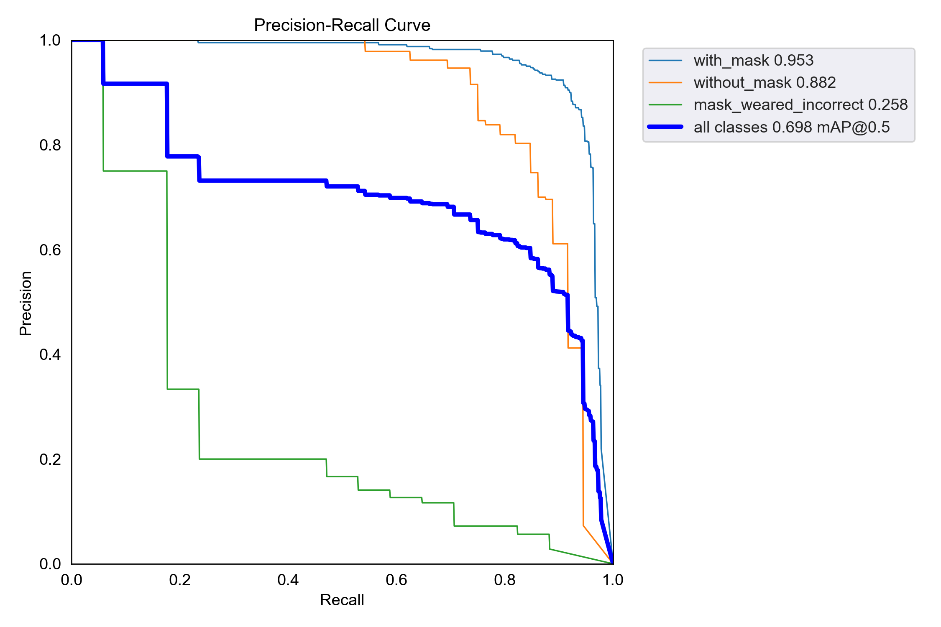 Precision-Recall Curve
1.0
0.8
0.6
0.4
0.2
0.0
Precision
0.0 0.2 0.4 0.6 0.8 1.0
Recall
with_mask 0.953
without_mask 0.882
mask_weared_incorrect 0.258
all classes 0.698 mAP@0.5